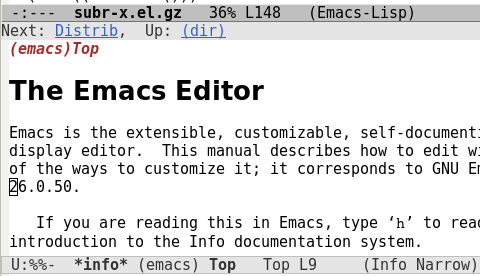 -:---  subr-x.el.gz   36% L148   (Emacs-Lisp)
Next: Distrib,  Up: (dir)
(emacs)Top
The Emacs Editor
Emacs is the extensible, customizable, self-documenti
display editor.  This manual describes how to edit wi
of the ways to customize it; it corresponds to GNU Em
26.0.50.
If you are reading this in Emacs, type ‘h’ to read
introduction to the Info documentation system.
U:%%-  *info* (emacs) Top   Top L9     (Info Narrow)